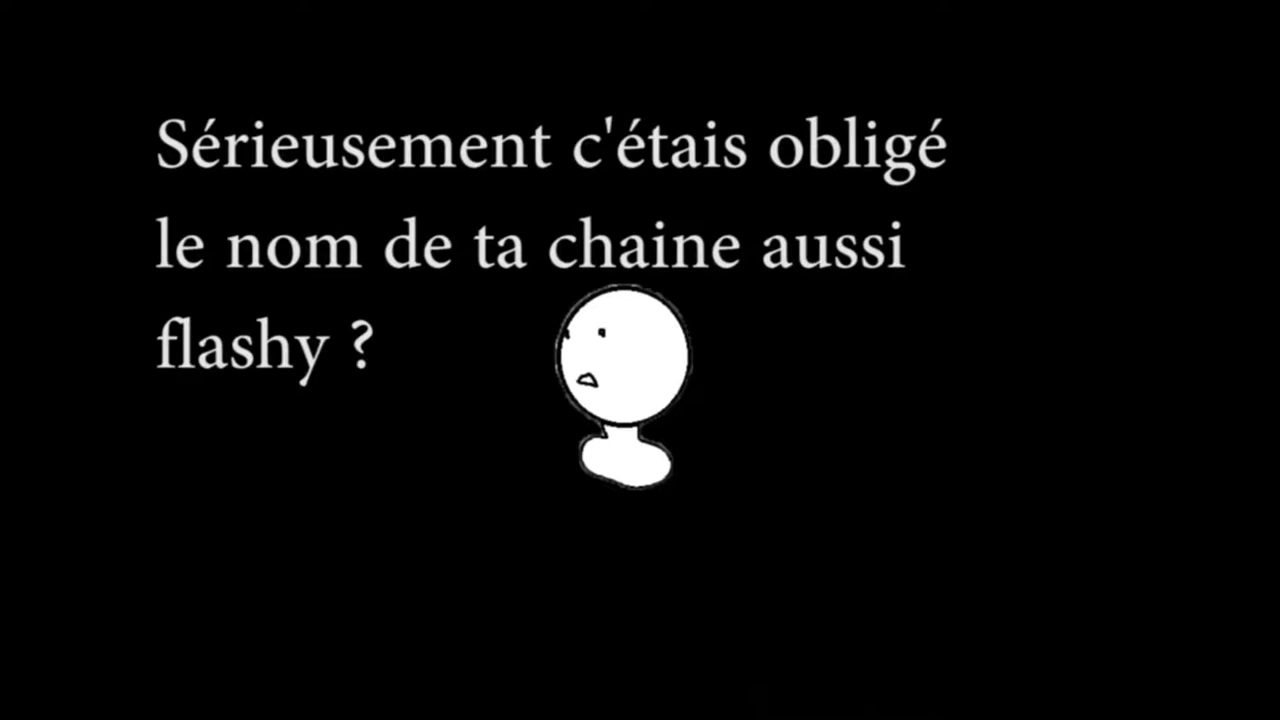 Sérieusement c'étais obligé
le nom de ta chaine aussi
flashy ?